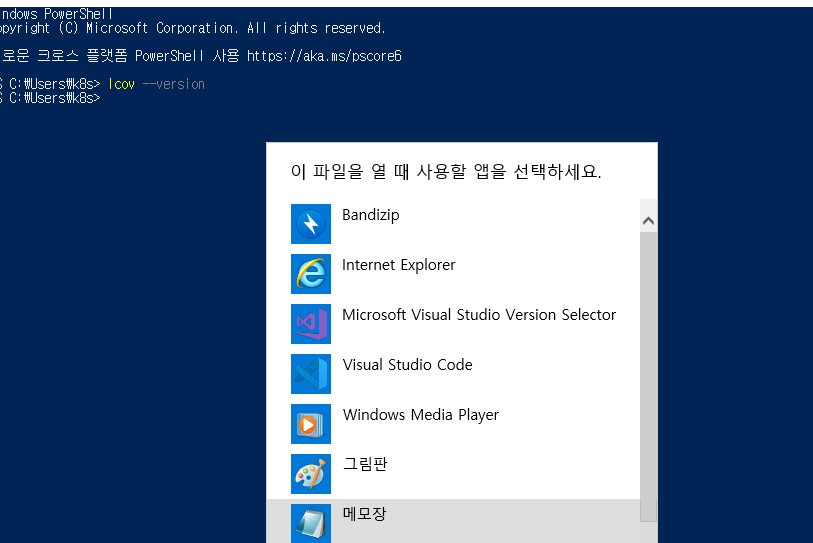 ndows PowerShell
opyright (C) Microsoft Corporation. All rights reserved.
로운 크로스 플랫폼 PowerShell 사용 https://aka.ms/pscore6
S C:₩Users₩k8s> lcov --version
S C:₩Users₩k8s>
이 파일을 열 때 사용할 앱을 선택하세요.
Bandizip
Internet Explorer
Microsoft Visual Studio Version Selector
Visual Studio Code
Windows Media Player
그림판
메모장